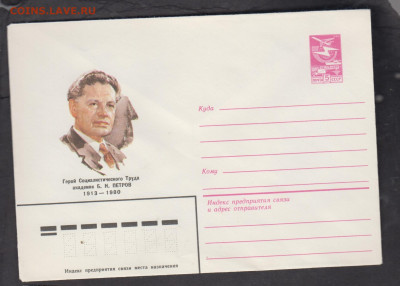 COINS.LAVE.RU
Герой Социалистического Труда
академик Б. Н. ПЕТРОВ
1913—1980
Куда
Кому
Индекс предприятия связи
и адрес отправителя
Индекс предприятия связи места назначения